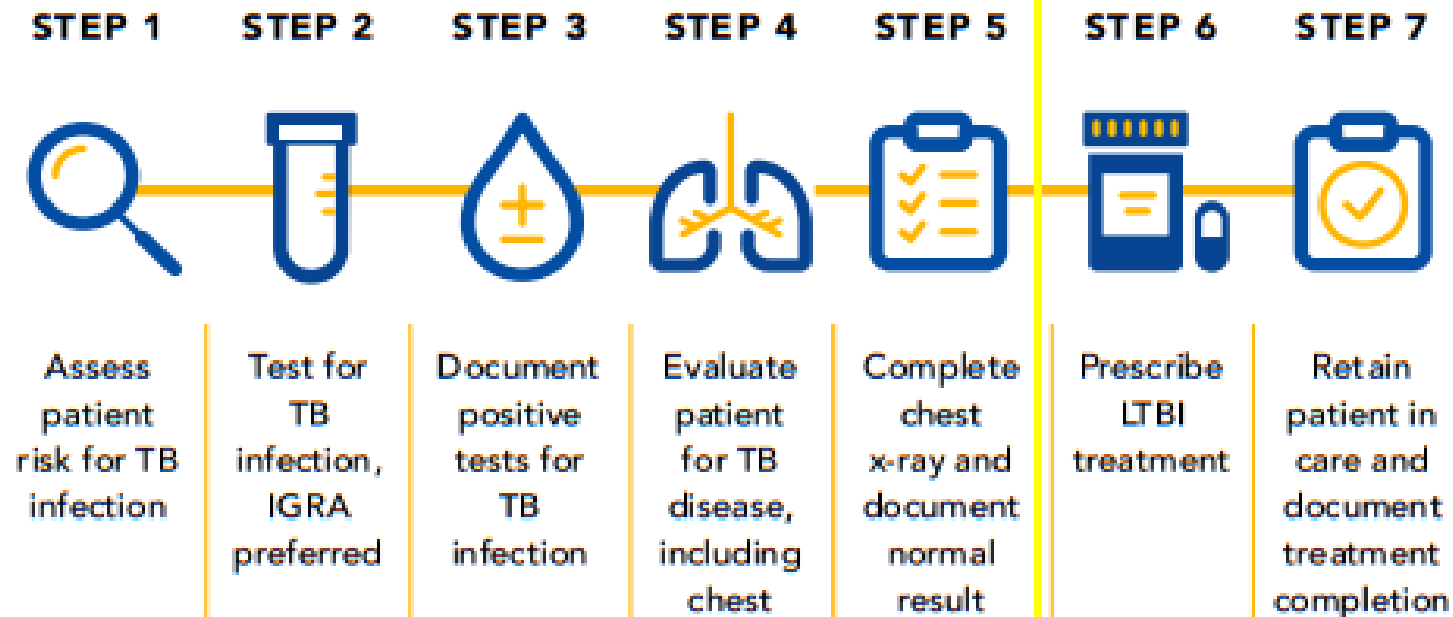 STEP 1
STEP 2
STEP 3
STEP 4
STEP 5
STEP 6
STEP 7
Assess
patient
risk for TB
infection
Test for
TB
infection,
IGRA
preferred
Document
positive
tests for
TB
infection
Evaluate
patient
for TB
disease,
including
chest
Complete
chest
x-ray and
document
normal
result
Prescribe
LTBI
treatment
Retain
patient in
care and
document
treatment
completion